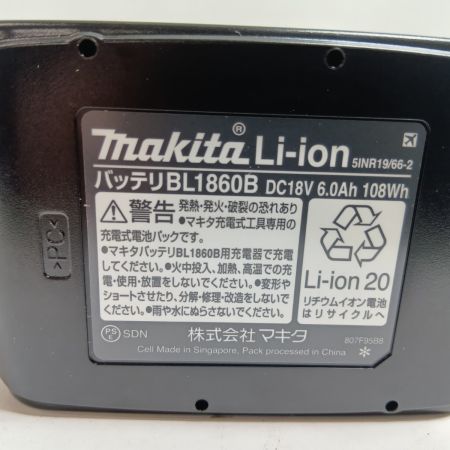 makita® Li-ion 5INR19/66-2
バッテリBL1860B DC18V 6.0Ah 108Wh
警告 発熱・発火・破裂の恐れあり
•マキタ充電式工具専用の
充電式電池パックです。
•マキタバッテリBL1860B用充電器で充電
してください。•火中投入、加熱、高温での充
電・使用・放置をしないでください。•変形や
ショートさせたり、分解・修理・改造をしないで
ください。•雨や水にぬらさないでください。
Li-ion 20
リチウムイオン電池
はリサイクルへ
PS
E
SDN
株式会社マキタ
Cell Made in Singapore, Pack processed in China
807F95B8
>PC<